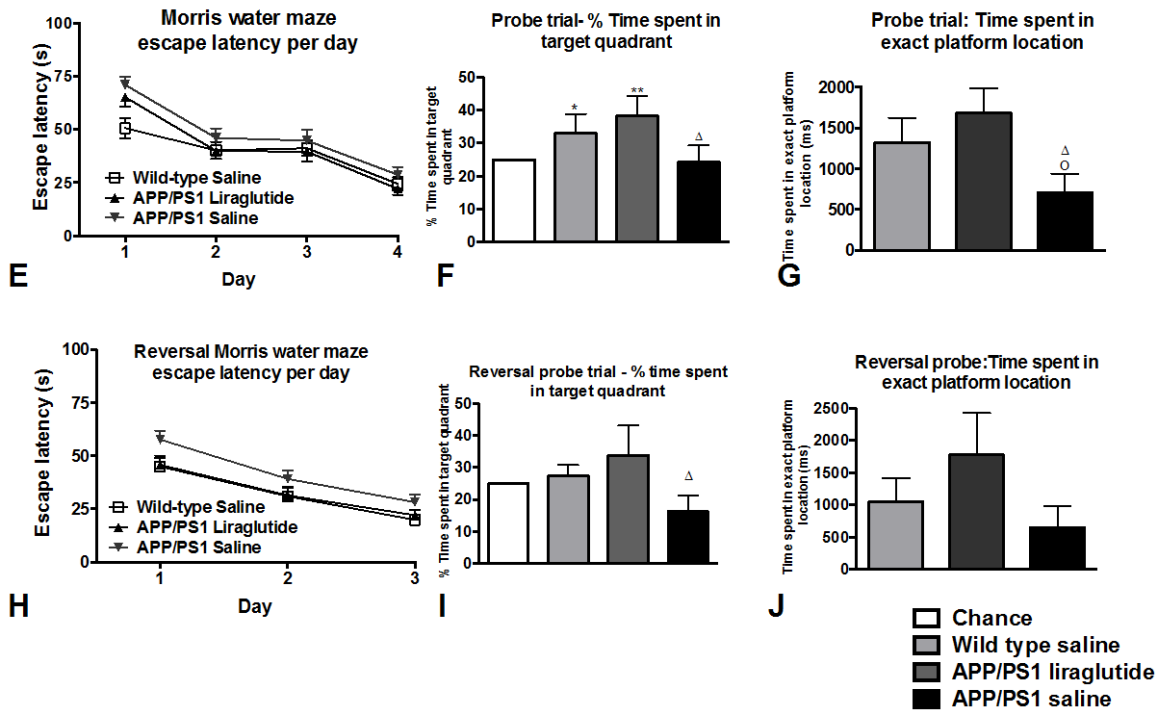 Morris water maze
escape latency per day
Escape latency (s)
100
75
50
25
0
Wild-type Saline
APP/PS1 Liraglutide
APP/PS1 Saline
1
2
3
4
Day
E
Probe trial- % Time spent in
target quadrant
% Time spent in target
quadrant
50
40
30
20
10
0
*
**
Δ
F
Probe trial: Time spent in
exact platform location
Time spent in exact platform
location (ms)
2000
1500
1000
500
0
Δ
O
G
Reversal Morris water maze
escape latency per day
Escape latency (s)
100
75
50
25
0
Wild-type Saline
APP/PS1 Liraglutide
APP/PS1 Saline
1
2
3
Day
H
Reversal probe trial - % time spent
in target quadrant
% Time spent in target quadrant
50
40
30
20
10
0
Δ
I
Reversal probe:Time spent in
exact platform location
Time spent in exact platform
location (ms)
2500
2000
1500
1000
500
0
J
Chance
Wild type saline
APP/PS1 liraglutide
APP/PS1 saline